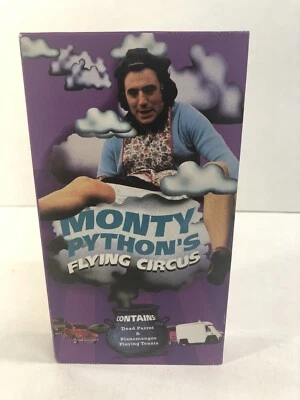 MONTY
PYTHON'S
FLYING CIRCUS
CONTAINS
Dead Parrot
&
Blancmanges
Playing Tennis